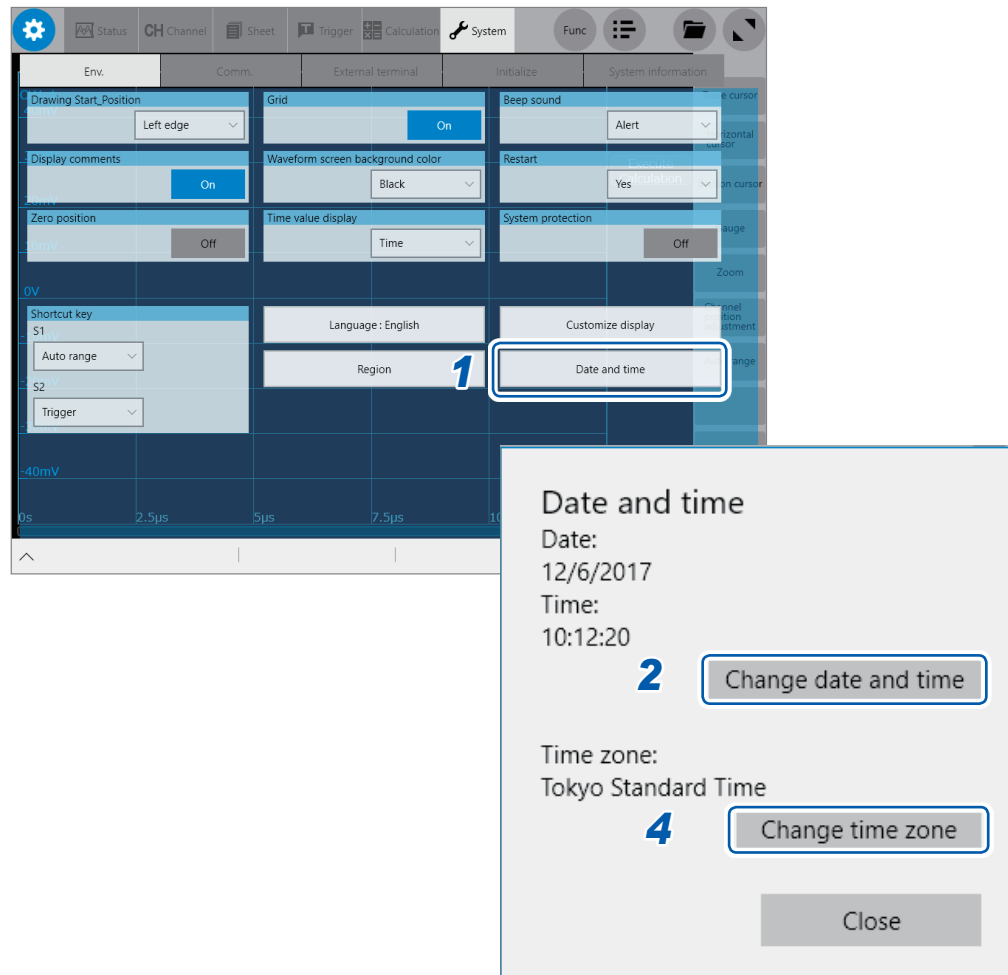 Status
CH Channel
Sheet
Trigger
Calculation
System
Func
Env.
Comm.
External terminal
Initialize
System information
Drawing Start_Position
Left edge
Grid
On
Beep sound
Alert
Display comments
On
Waveform screen background color
Black
Restart
Yes
Execute
Calculation
Zero position
Off
Time value display
Time
System protection
Off
Zoom
0V
Shortcut key
S1
Auto range
S2
Trigger
Language : English
Customize display
Region
1
Date and time
-40mV
0s
2.5µs
5µs
7.5µs
10
Date and time
Date:
12/6/2017
Time:
10:12:20
2
Change date and time
Time zone:
Tokyo Standard Time
4
Change time zone
Close